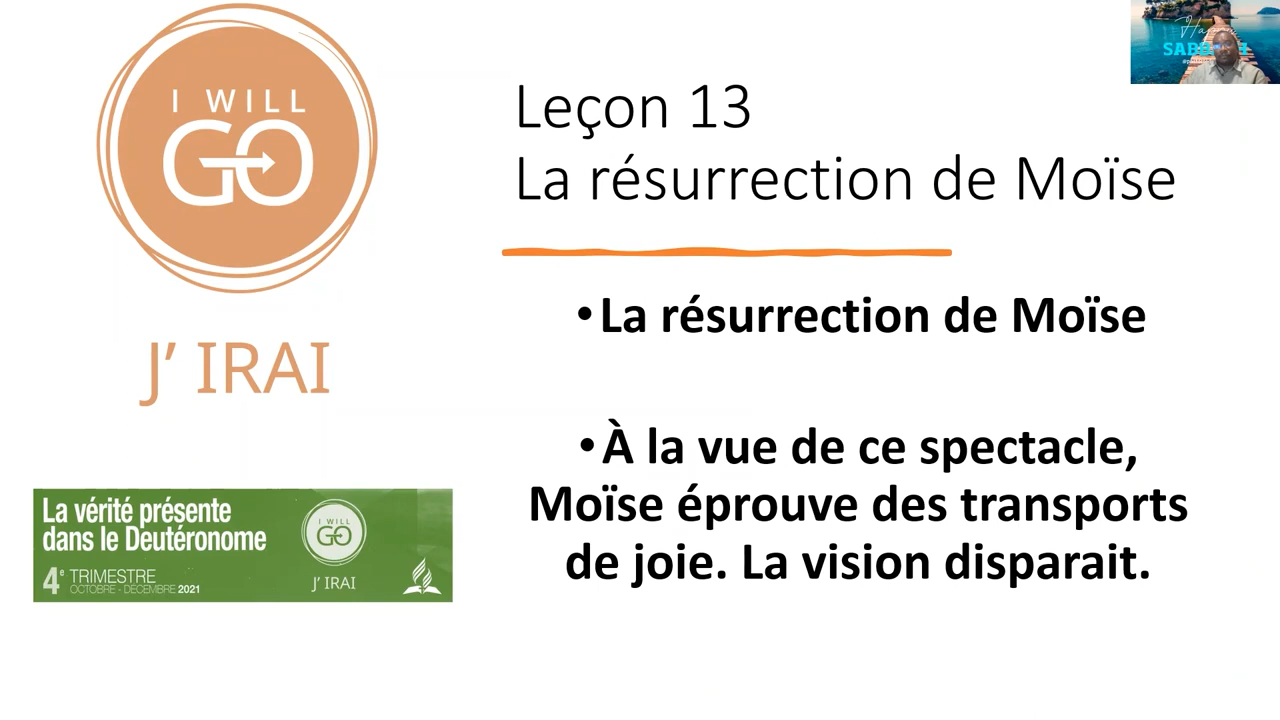 I WILL
GO
J’ IRAI
La vérité présente
dans le Deutéronome
4e TRIMESTRE
OCTOBRE - DÉCEMBRE 2021
I WILL
GO
J’ IRAI
Leçon 13
La résurrection de Moïse
•La résurrection de Moïse
•À la vue de ce spectacle,
Moïse éprouve des transports
de joie. La vision disparait.